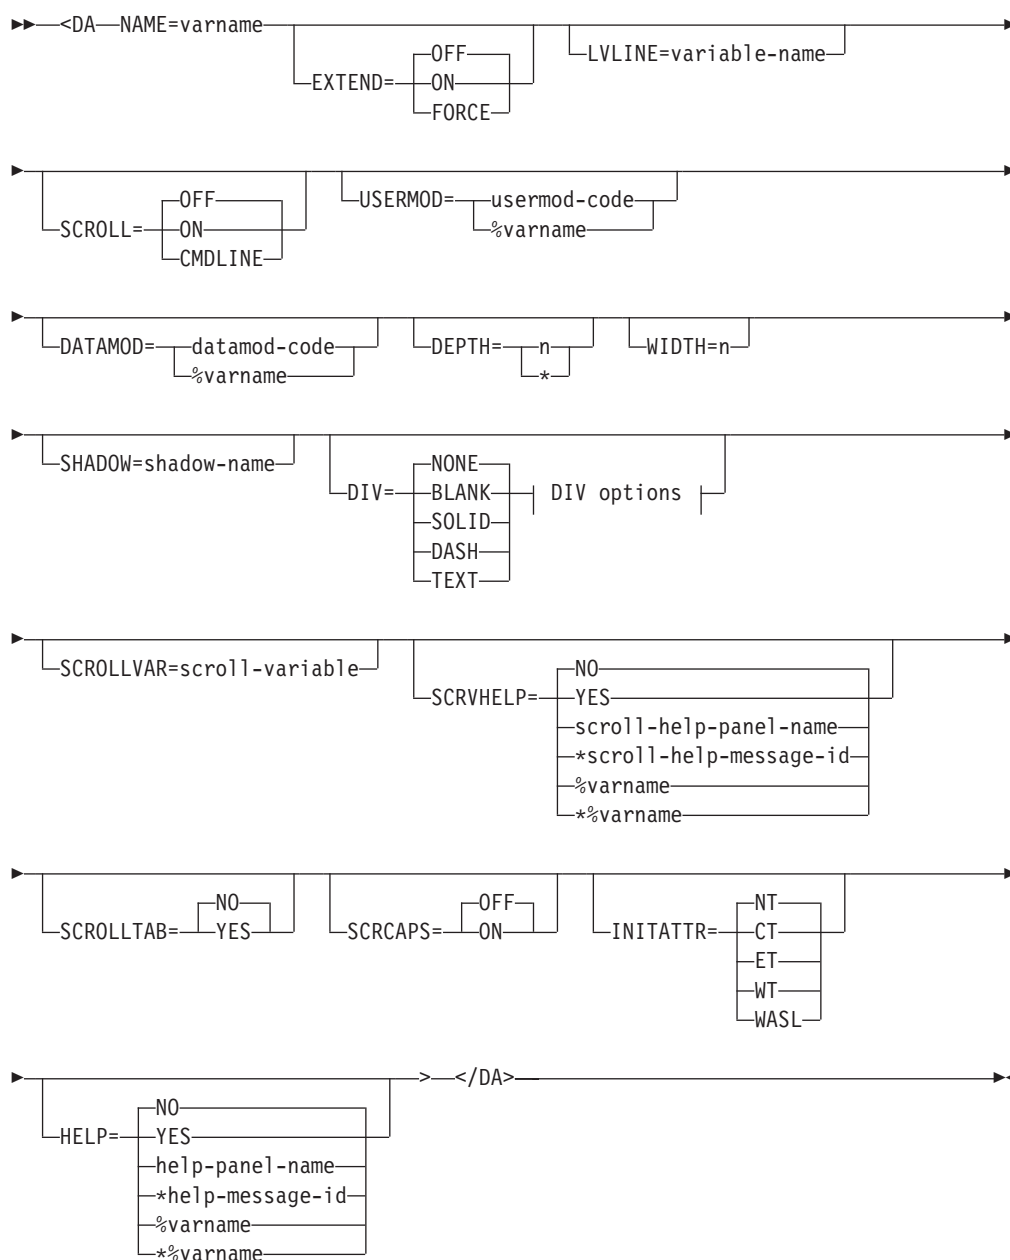 <DA NAME=varname
EXTEND= OFF
ON
FORCE
LVLINE=variable-name
SCROLL= OFF
ON
CMDLINE
USERMOD= usermod-code
%varname
DATAMOD= datamod-code
%varname
DEPTH= n
*
WIDTH=n
SHADOW=shadow-name
DIV= NONE
BLANK
SOLID
DASH
TEXT
DIV options
SCROLLVAR=scroll-variable
SCRVHELP= NO
YES
scroll-help-panel-name
*scroll-help-message-id
%varname
*%varname
SCROLLTAB= NO
YES
SCRCAPS= OFF
ON
INITATTR= NT
CT
ET
WT
WASL
HELP= NO
YES
help-panel-name
*help-message-id
%varname
*%varname
> </DA>